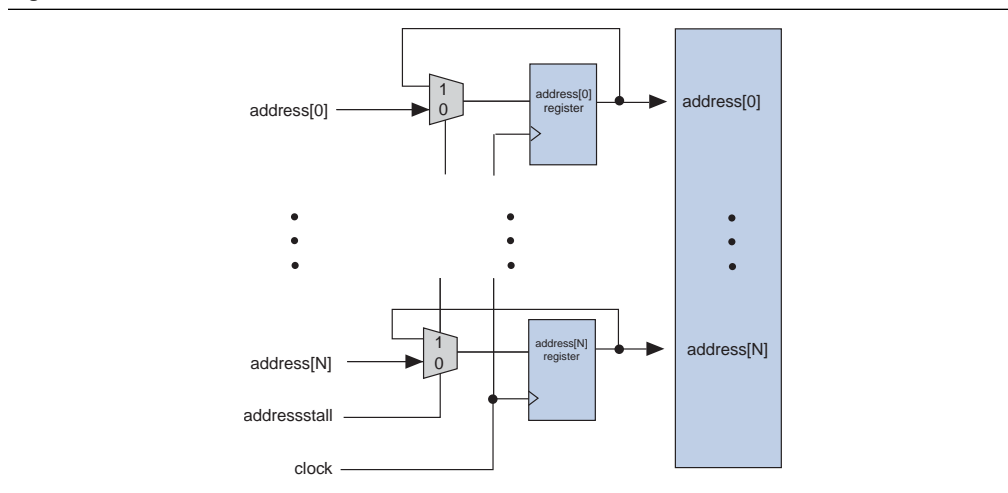 address[0]
1
0
address[0]
register
address[0]
address[N]
1
0
address[N]
register
address[N]
addressstall
clock